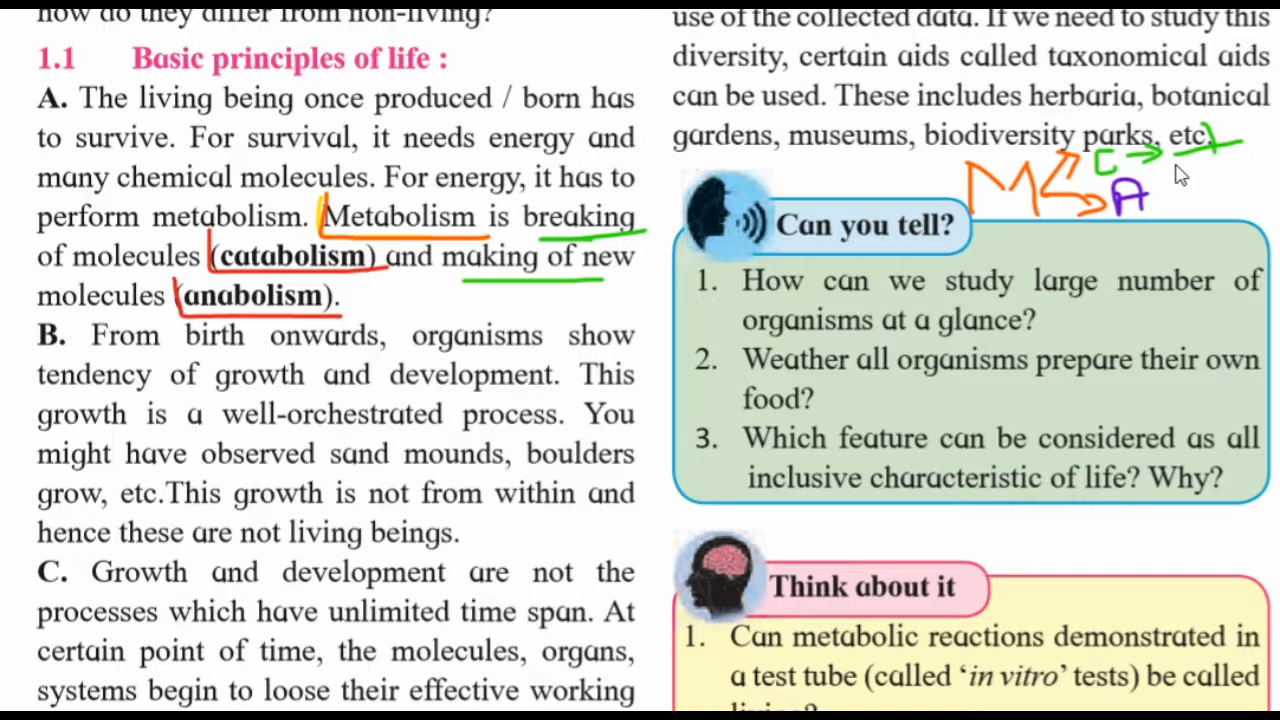 how do they differ from non-living?
1.1 Basic principles of life :
A. The living being once produced / born has
to survive. For survival, it needs energy and
many chemical molecules. For energy, it has to
perform metabolism. Metabolism is breaking
of molecules (catabolism) and making of new
molecules (anabolism).
B. From birth onwards, organisms show
tendency of growth and development. This
growth is a well-orchestrated process. You
might have observed sand mounds, boulders
grow, etc.This growth is not from within and
hence these are not living beings.
C. Growth and development are not the
processes which have unlimited time span. At
certain point of time, the molecules, organs,
systems begin to loose their effective working
use of the collected data. If we need to study this
diversity, certain aids called taxonomical aids
can be used. These includes herbaria, botanical
gardens, museums, biodiversity parks, etc.
M C
A
Can you tell?
1. How can we study large number of
organisms at a glance?
2. Weather all organisms prepare their own
food?
3. Which feature can be considered as all
inclusive characteristic of life? Why?
Think about it
1. Can metabolic reactions demonstrated in
a test tube (called ‘in vitro’ tests) be called
living?